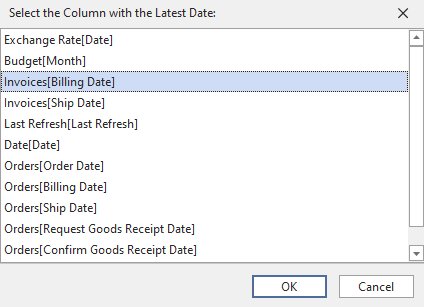 Select the Column with the Latest Date:
Exchange Rate[Date]
Budget[Month]
Invoices[Billing Date]
Invoices[Ship Date]
Last Refresh[Last Refresh]
Date[Date]
Orders[Order Date]
Orders[Billing Date]
Orders[Ship Date]
Orders[Request Goods Receipt Date]
Orders[Confirm Goods Receipt Date]
OK Cancel